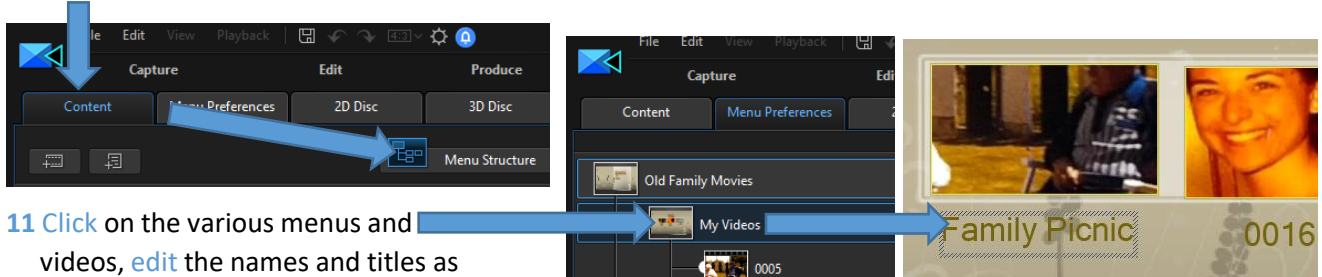 File Edit View Playback 4:3
Capture Edit Produce
Content Menu Preferences 2D Disc 3D Disc
Menu Structure
11 Click on the various menus and
videos, edit the names and titles as
File Edit View Playback
Capture
Content Menu Preferences
Old Family Movies
My Videos
0005
Family Picnic 0016